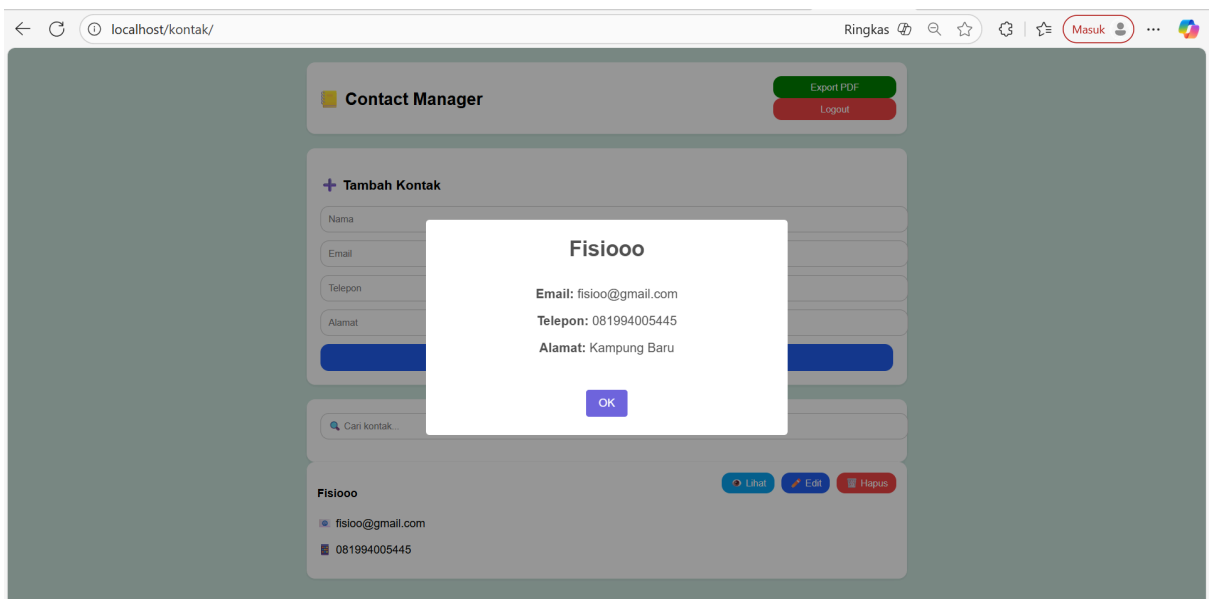 localhost/kontak/
Ringkas
Masuk
Contact Manager
Export PDF
Logout
Tambah Kontak
Nama
Email
Telepon
Alamat
Fisiooo
Email: fisioo@gmail.com
Telepon: 081994005445
Alamat: Kampung Baru
OK
Cari kontak...
Fisiooo
Lihat
Edit
Hapus
fisioo@gmail.com
081994005445